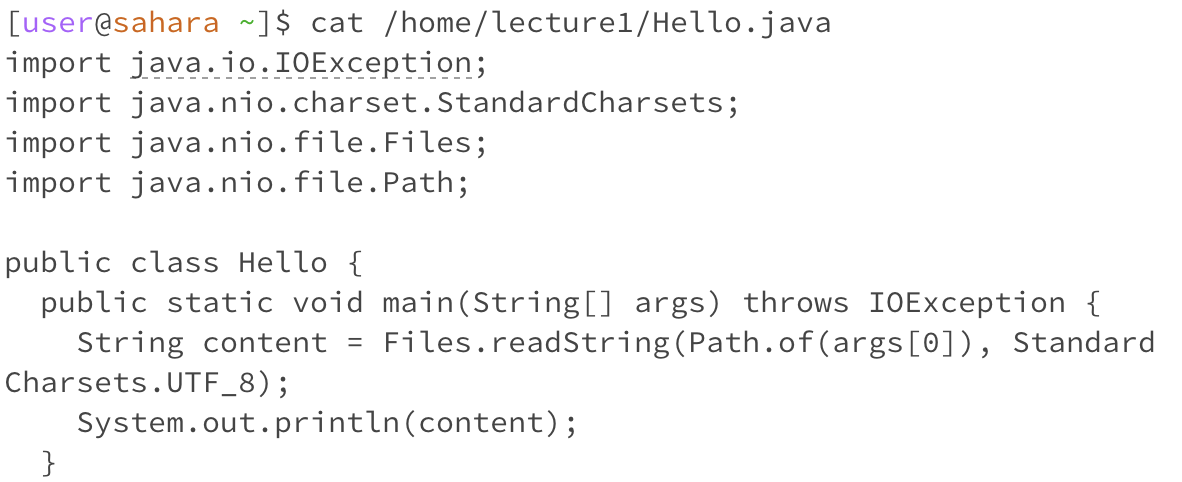 [user@sahara ~]$ cat /home/lecture1/Hello.java
import java.io.IOException;
import java.nio.charset.StandardCharsets;
import java.nio.file.Files;
import java.nio.file.Path;

public class Hello {
  public static void main(String[] args) throws IOException {
    String content = Files.readString(Path.of(args[0]), Standard
Charsets.UTF_8);
    System.out.println(content);
  }